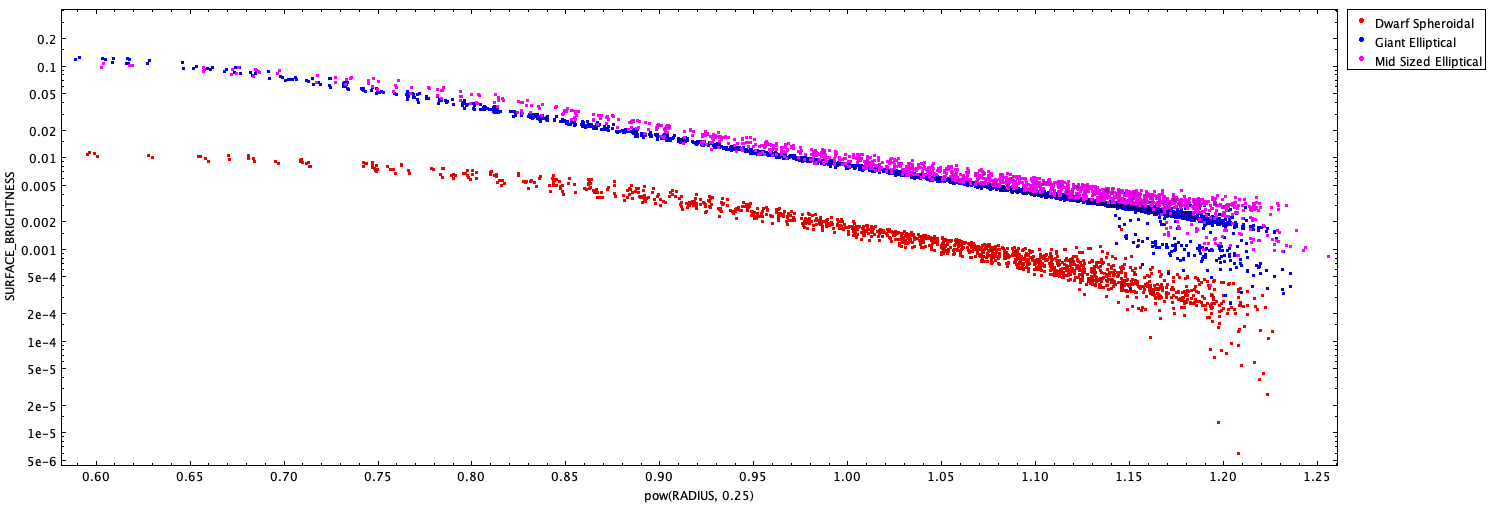 Dwarf Spheroidal
Giant Elliptical
Mid Sized Elliptical
SURFACE_BRIGHTNESS
0.2
0.1
0.05
0.02
0.01
0.005
0.002
0.001
5e-4
2e-4
1e-4
5e-5
2e-5
1e-5
5e-6
0.60 0.65 0.70 0.75 0.80 0.85 0.90 0.95 1.00 1.05 1.10 1.15 1.20 1.25
pow(RADIUS, 0.25)